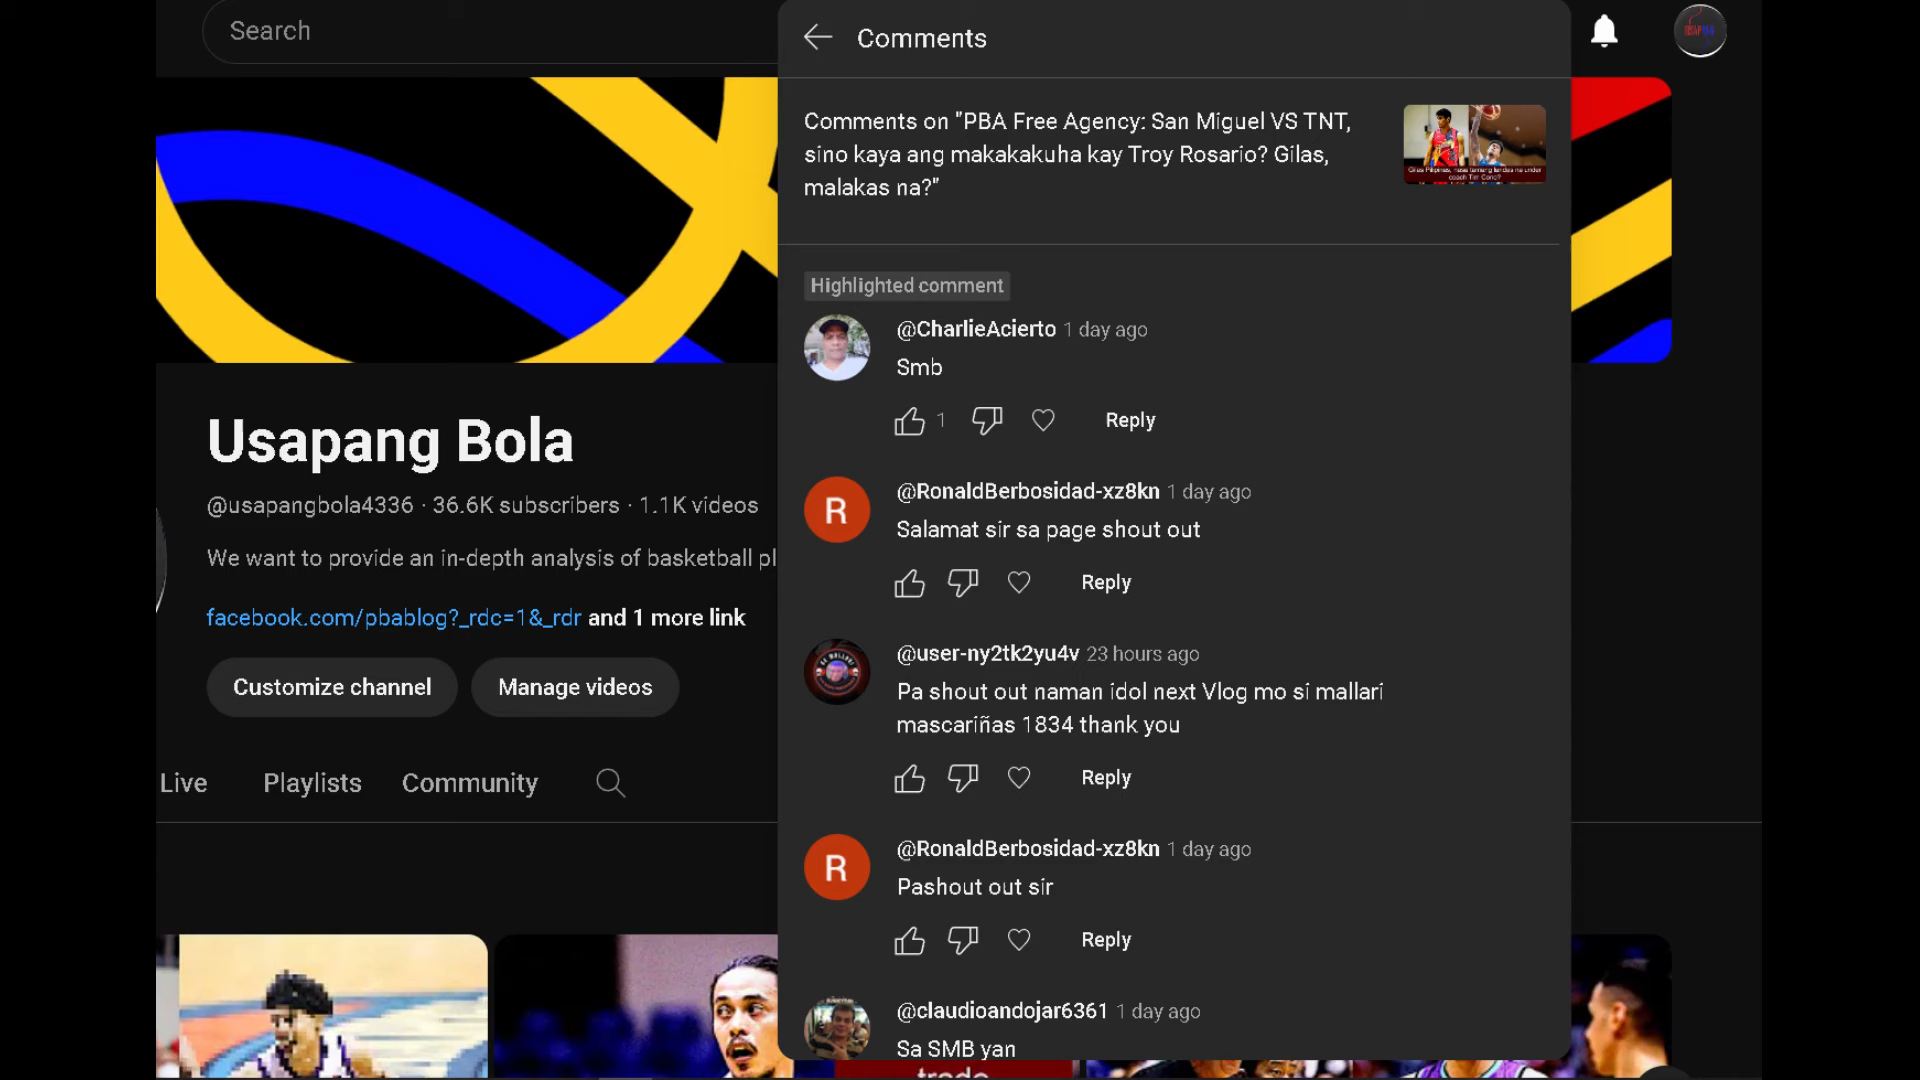 Search
Usapang Bola
@usapangbola4336 · 36.6K subscribers · 1.1K videos
We want to provide an in-depth analysis of basketball pl
facebook.com/pbablog?_rdc=1&_rdr and 1 more link
Customize channel
Manage videos
Live
Playlists
Community
Comments
Comments on "PBA Free Agency: San Miguel VS TNT,
sino kaya ang makakakuha kay Troy Rosario? Gilas,
malakas na?"
Highlighted comment
@CharlieAcierto 1 day ago
Smb
1
Reply
R
@RonaldBerbosidad-xz8kn 1 day ago
Salamat sir sa page shout out
Reply
@user-ny2tk2yu4v 23 hours ago
Pa shout out naman idol next Vlog mo si mallari
mascariñas 1834 thank you
Reply
R
@RonaldBerbosidad-xz8kn 1 day ago
Pashout out sir
Reply
@claudioandojar6361 1 day ago
Sa SMB yan